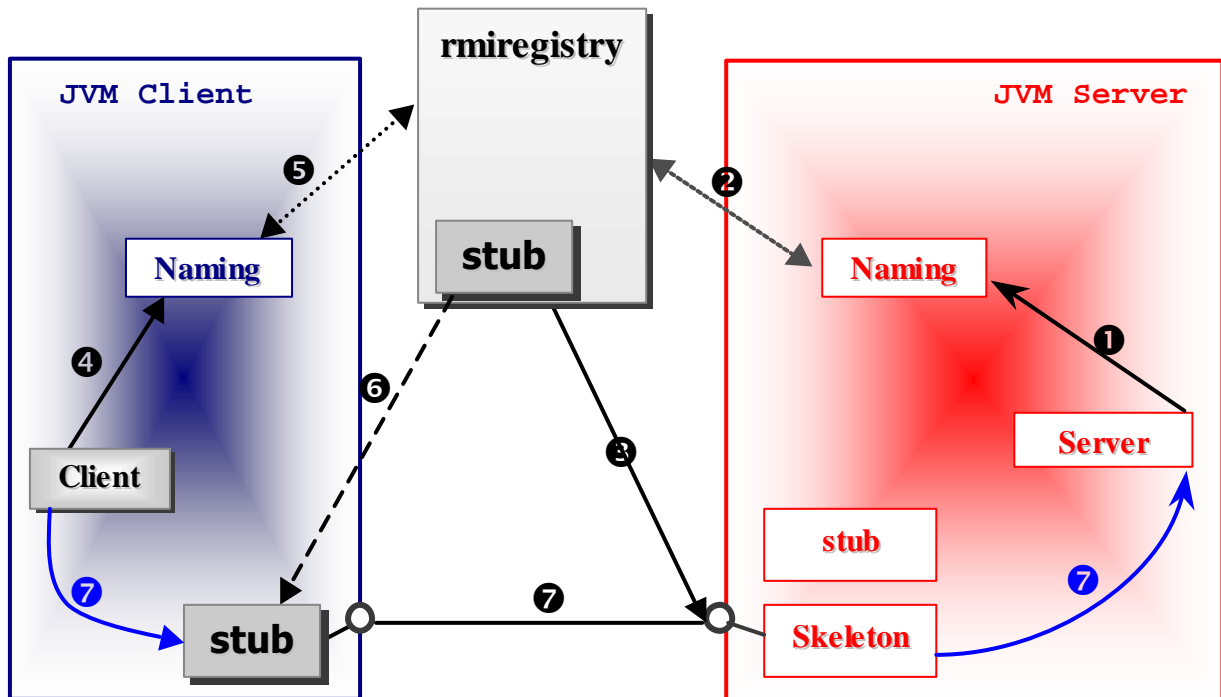 rmiregistry
JVM Client
JVM Server
❺
❷
stub
Naming
Naming
❶
❹
❻
Client
❸
Server
stub
❼
❼
❼
stub
Skeleton